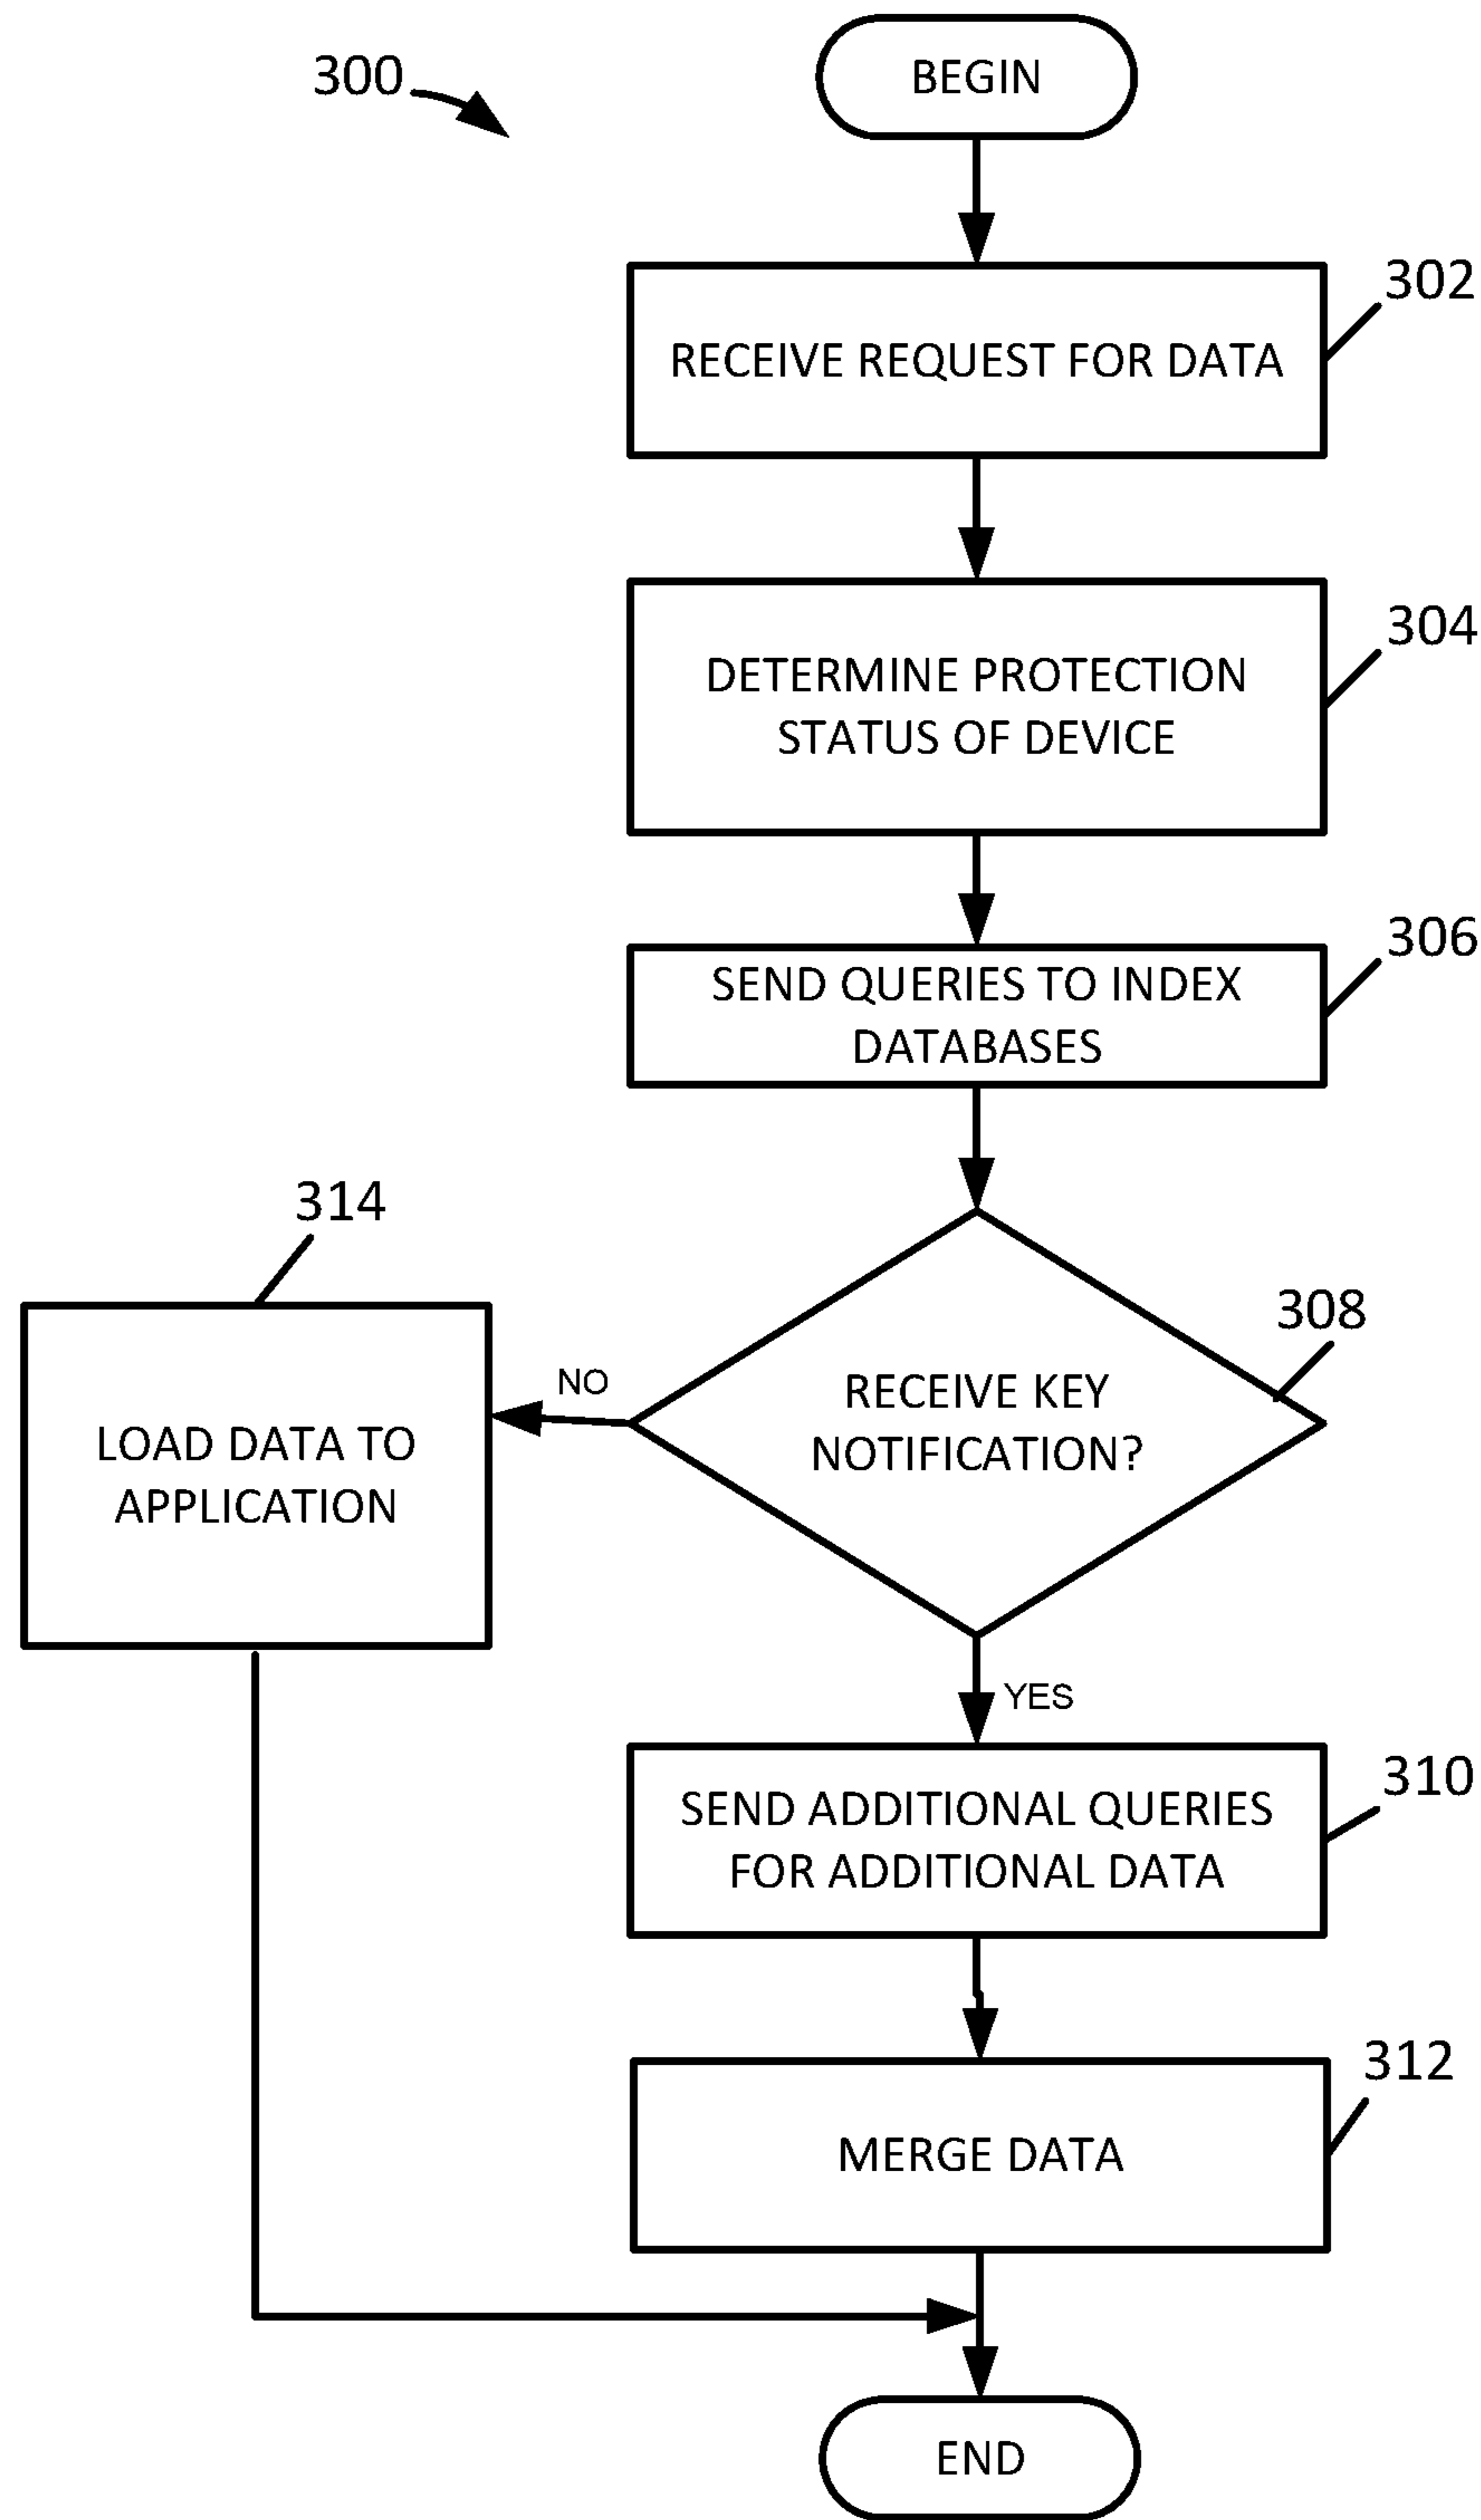 300
BEGIN
302
RECEIVE REQUEST FOR DATA
304
DETERMINE PROTECTION
STATUS OF DEVICE
306
SEND QUERIES TO INDEX
DATABASES
314
308
NO
RECEIVE KEY
NOTIFICATION?
LOAD DATA TO
APPLICATION
YES
310
SEND ADDITIONAL QUERIES
FOR ADDITIONAL DATA
312
MERGE DATA
END